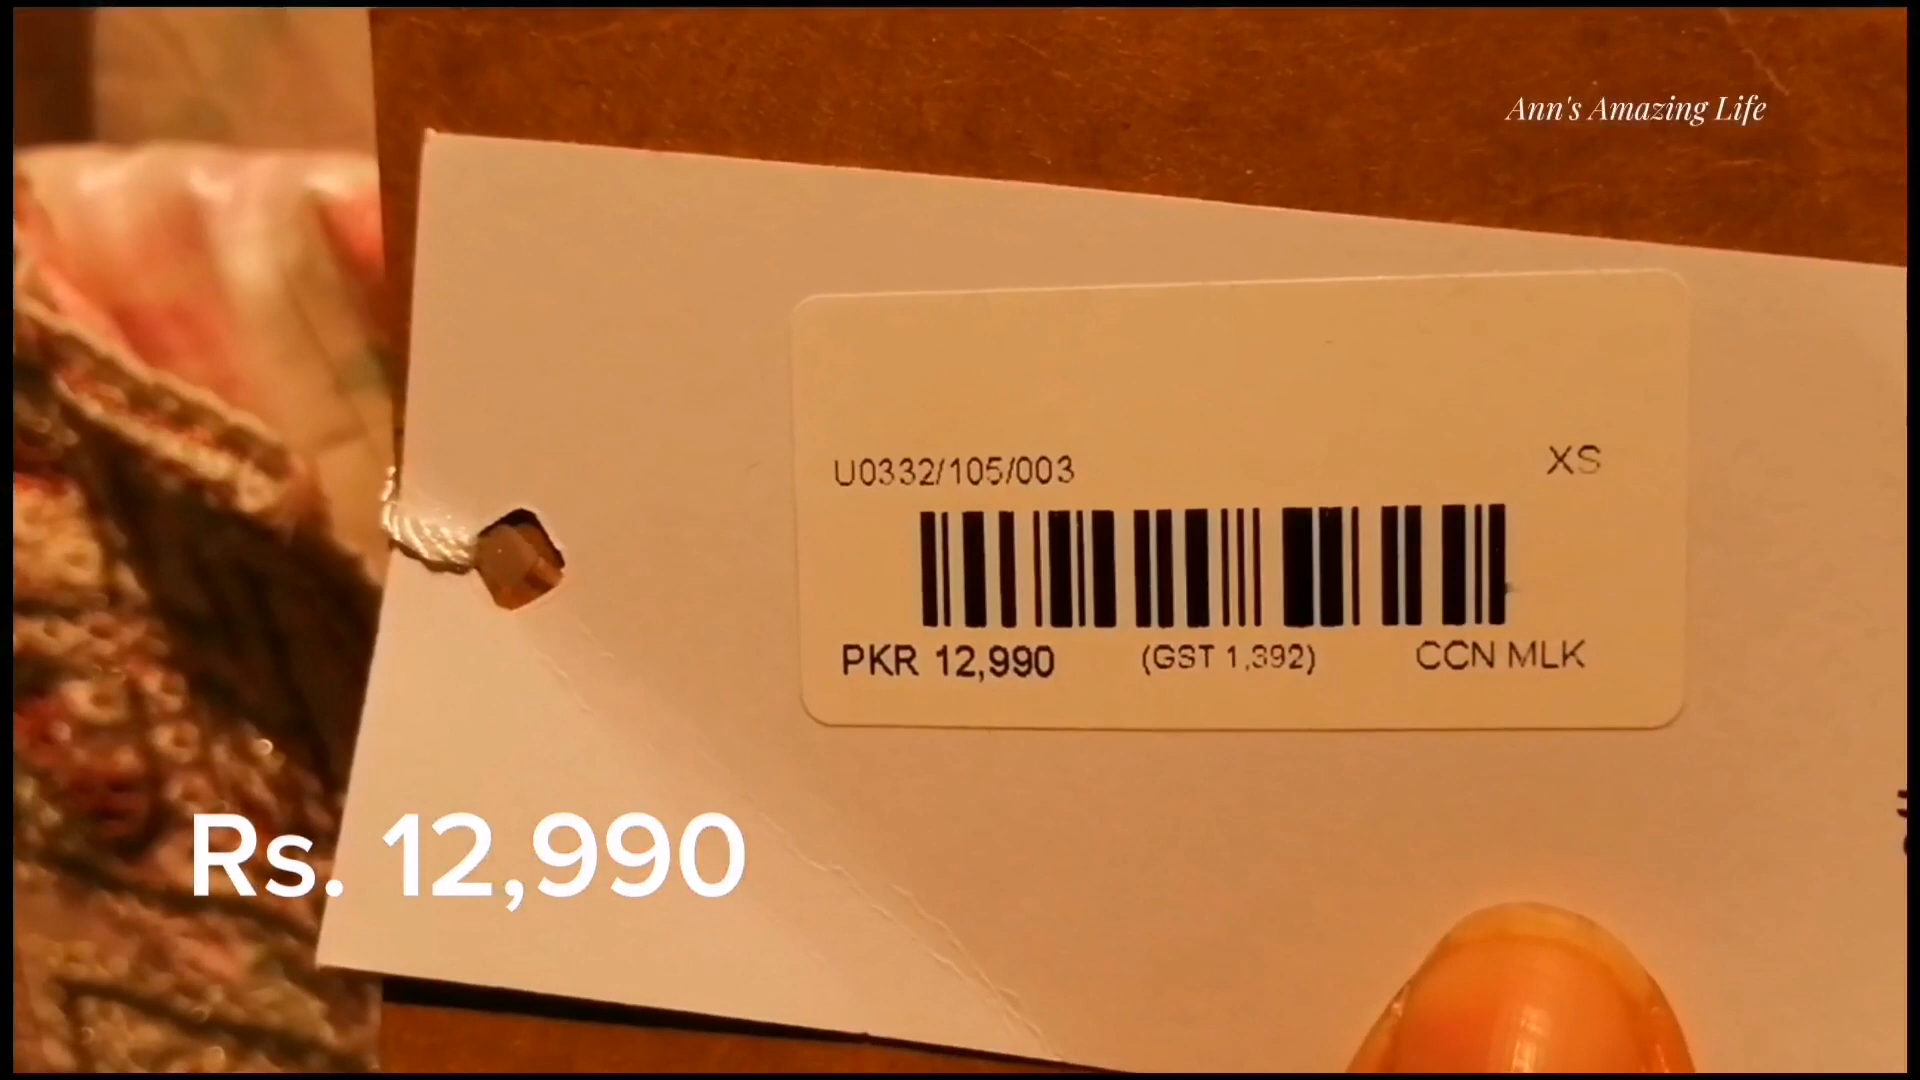 Ann's Amazing Life
U0332/105/003 XS
PKR 12,990 (GST 1,392) CCN MLK
Rs. 12,990